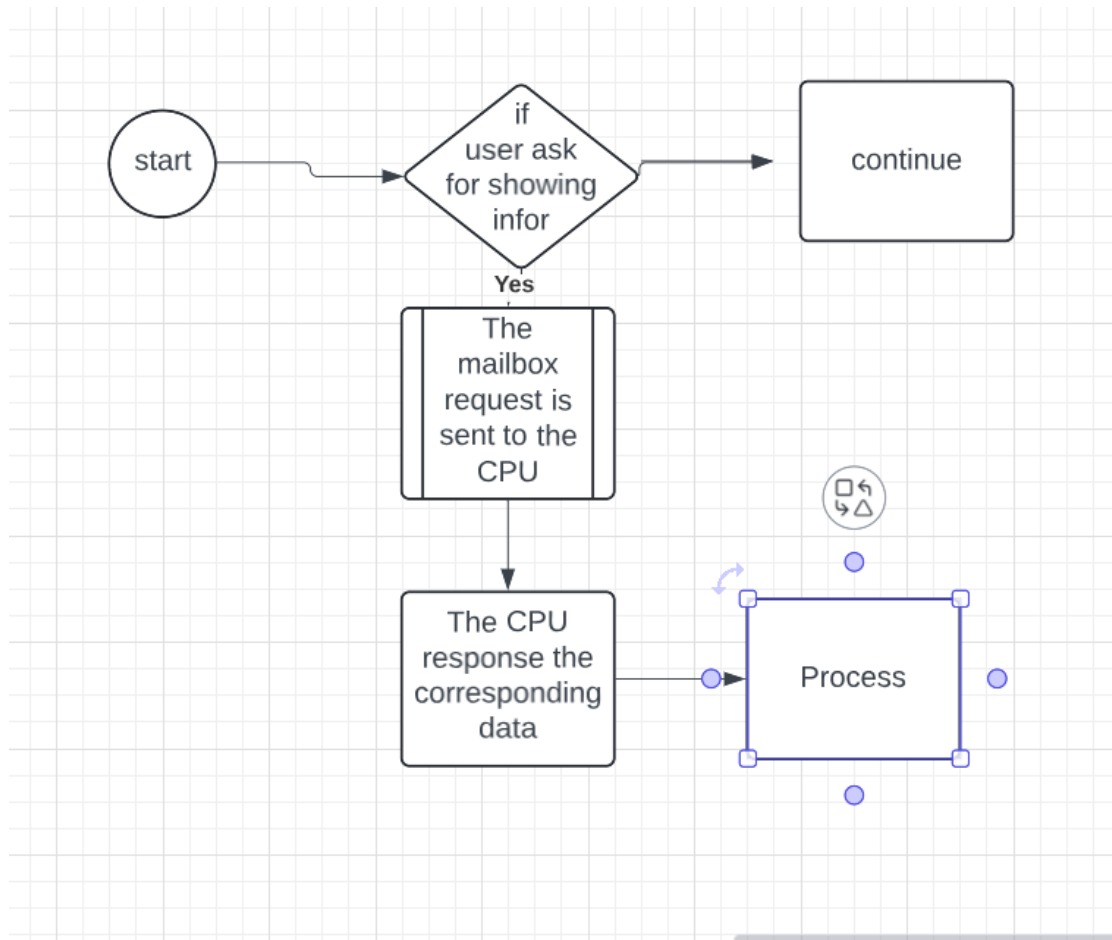 start
if
user ask
for showing
infor
continue
Yes
The
mailbox
request is
sent to the
CPU
The CPU
response the
corresponding
data
Process